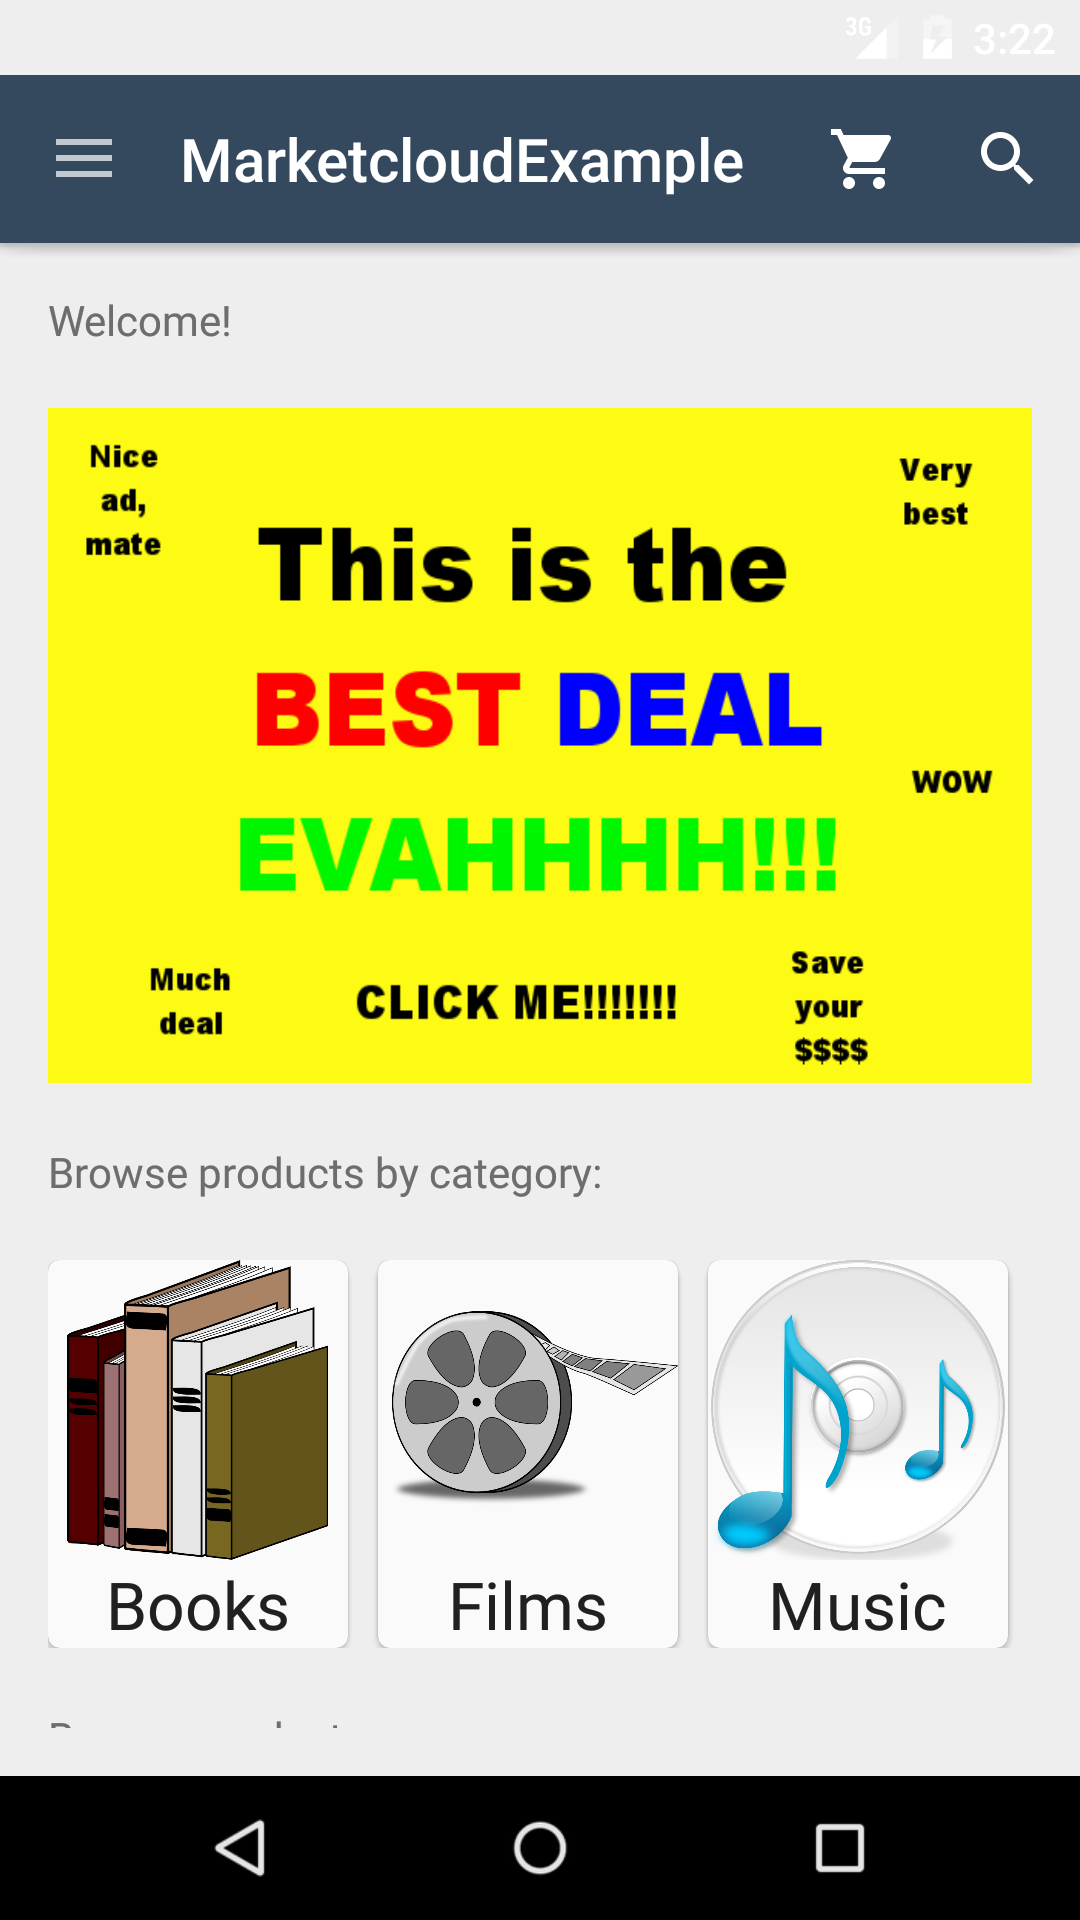 3G 3:22
MarketcloudExample
Welcome!
Nice
ad,
mate
Very
best
This is the
BEST DEAL
wow
EVAHHHH!!!
Much
deal
CLICK ME!!!!!!!
Save
your
$$$$
Browse products by category:
Books
Films
Music